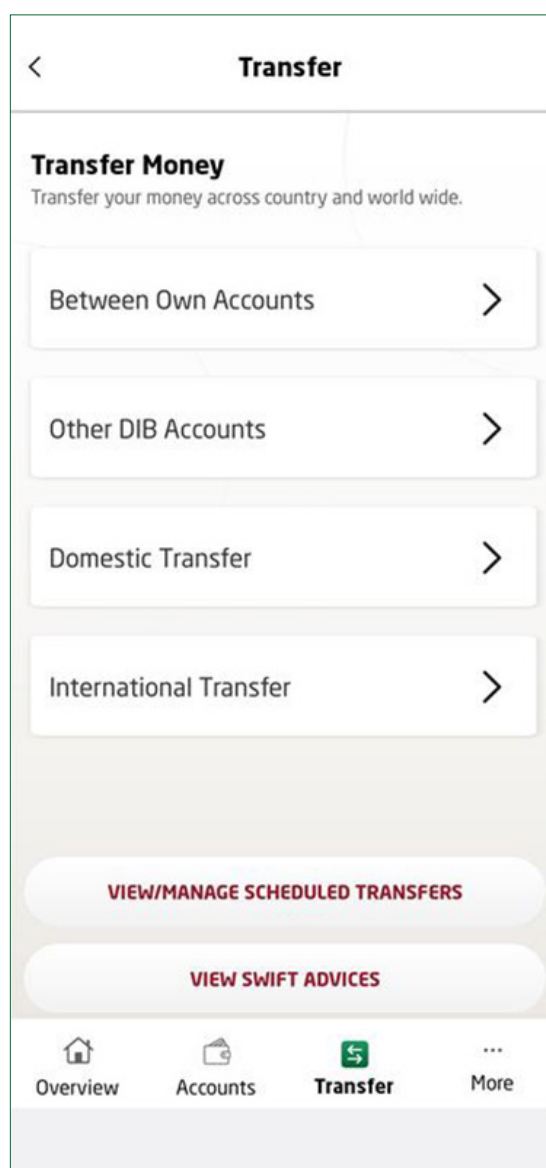 Transfer
Transfer Money
Transfer your money across country and world wide.
Between Own Accounts
Other DIB Accounts
Domestic Transfer
International Transfer
VIEW/MANAGE SCHEDULED TRANSFERS
VIEW SWIFT ADVICES
Overview Accounts Transfer More